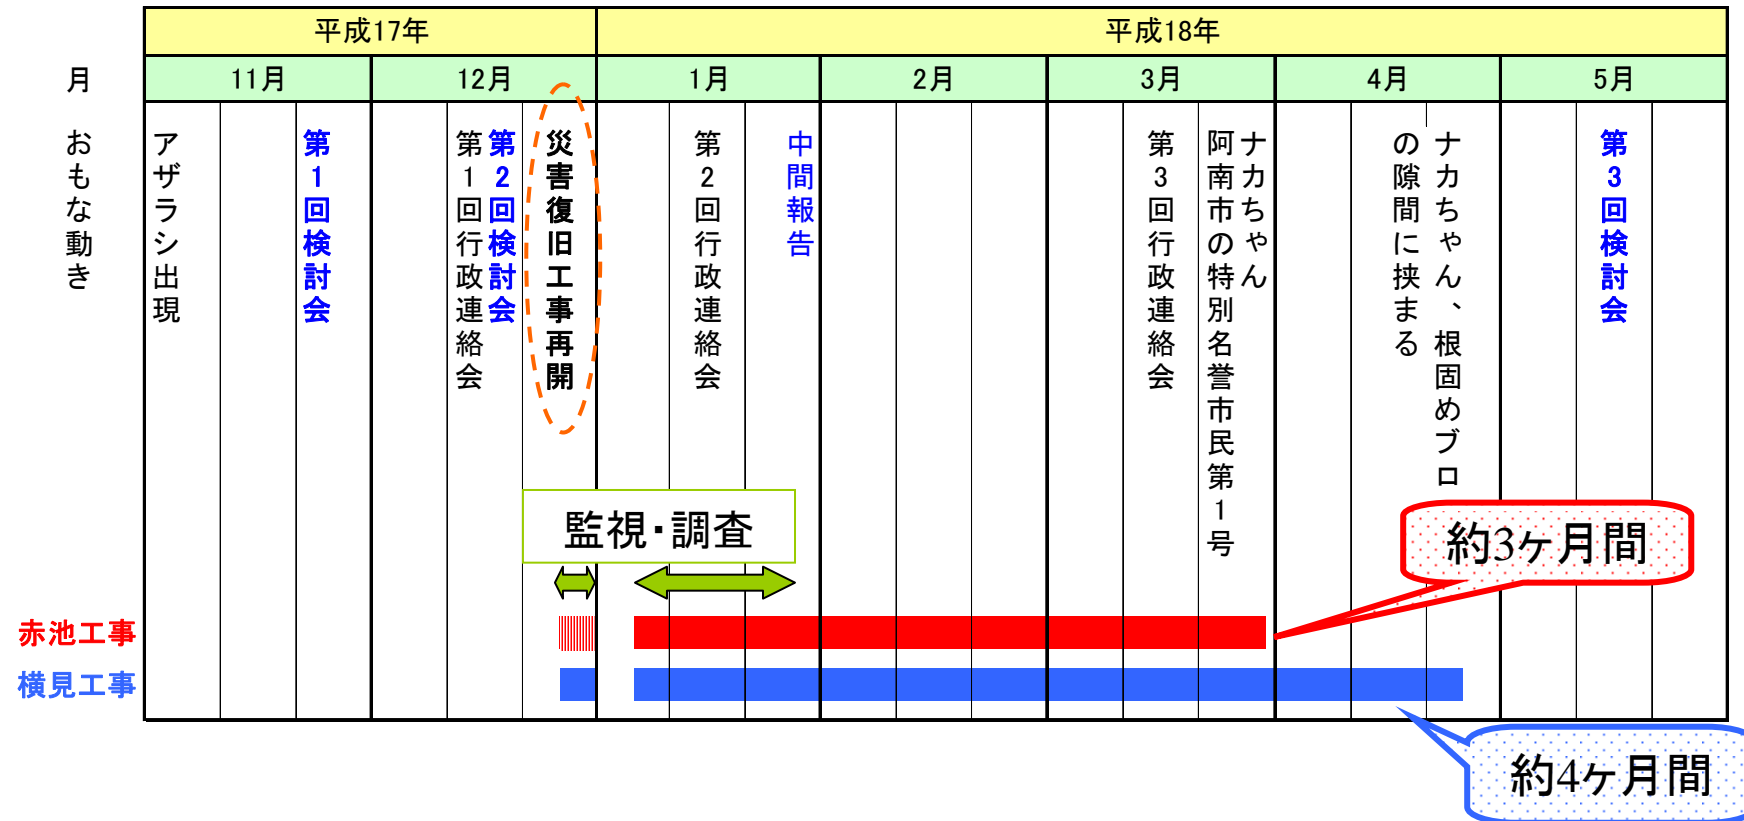 平成17年
平成18年
月
11月
12月
1月
2月
3月
4月
5月
おもな動き
アザラシ出現
第1回検討会
第1回行政連絡会
第2回検討会
災害復旧工事再開
第2回行政連絡会
中間報告
第3回行政連絡会
ナカちゃん
阿南市の特別名誉市民第1号
ナカちゃん、根固めブロ
の隙間に挟まる
第3回検討会
監視・調査
約3ヶ月間
赤池工事
横見工事
約4ヶ月間